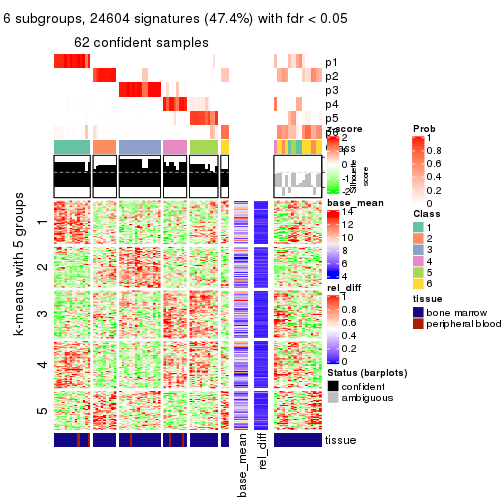 6 subgroups, 24604 signatures (47.4%) with fdr < 0.05
62 confident samples
p1
p2
p3
p4
p5
p6
Class
Silhouette
score
k-means with 5 groups
1
2
3
4
5
base_mean
rel_diff
tissue
z-score
2
1
0
-1
-2
base_mean
14
12
10
8
6
4
rel_diff
1
0.8
0.6
0.4
0.2
0
Status (barplots)
confident
ambiguous
Prob
1
0.8
0.6
0.4
0.2
0
Class
1
2
3
4
5
6
tissue
bone marrow
peripheral blood